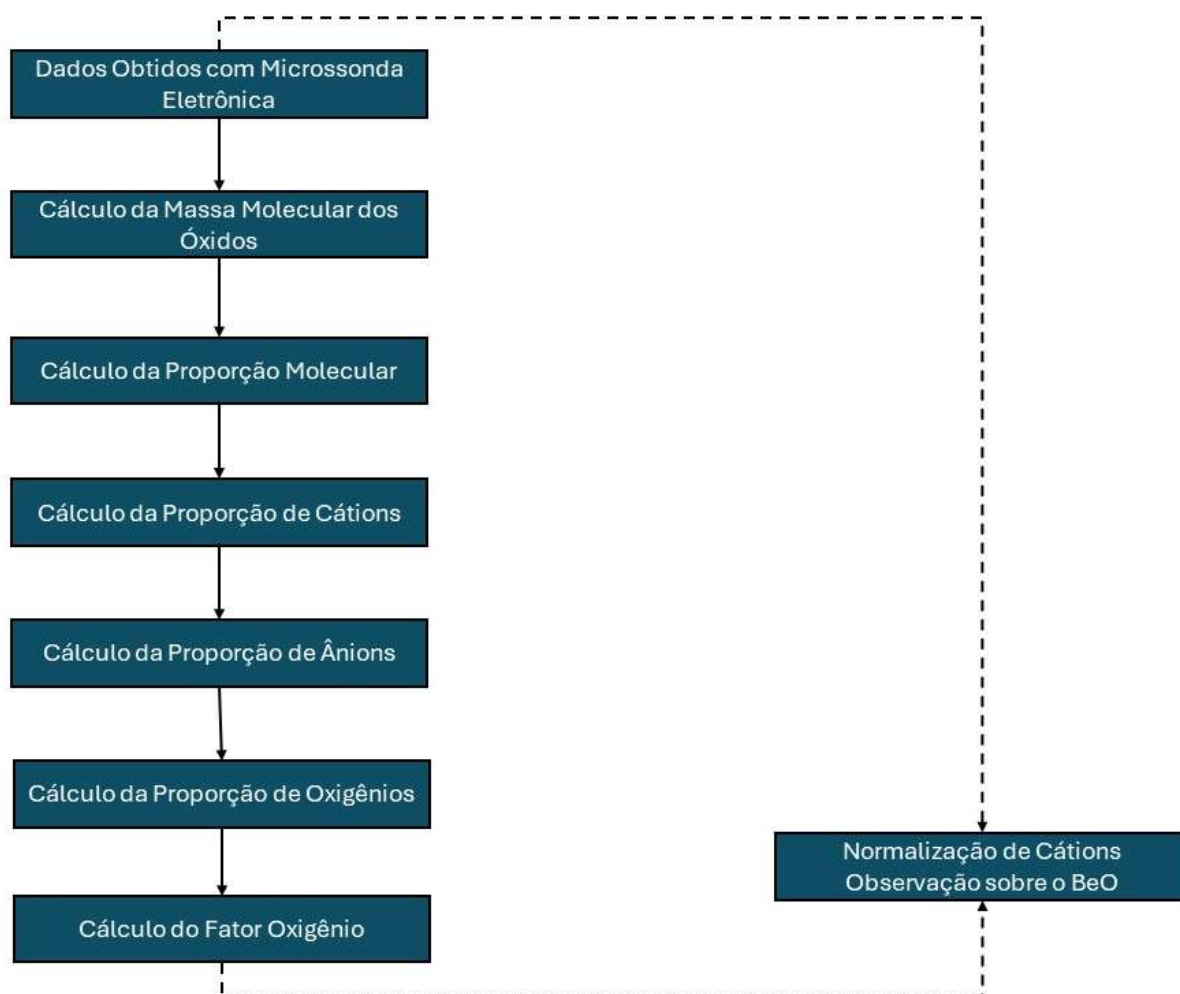 Dados Obtidos com Microssonda
Eletrônica
Cálculo da Massa Molecular dos
Óxidos
Cálculo da Proporção Molecular
Cálculo da Proporção de Cátions
Cálculo da Proporção de Ânions
Cálculo da Proporção de Oxigênios
Cálculo do Fator Oxigênio
Normalização de Cátions
Observação sobre o BeO